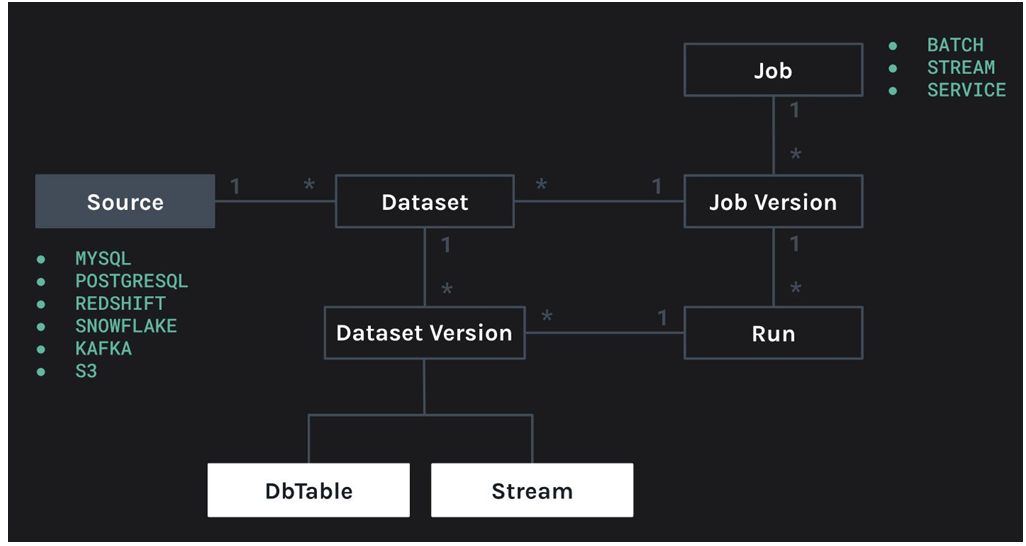 Job
● BATCH
● STREAM
● SERVICE
1
*
Source
1 *
Dataset
* 1
Job Version
● MYSQL
● POSTGRESQL
● REDSHIFT
● SNOWFLAKE
● KAFKA
● S3
1
*
1
*
Dataset Version
* 1
Run
DbTable
Stream